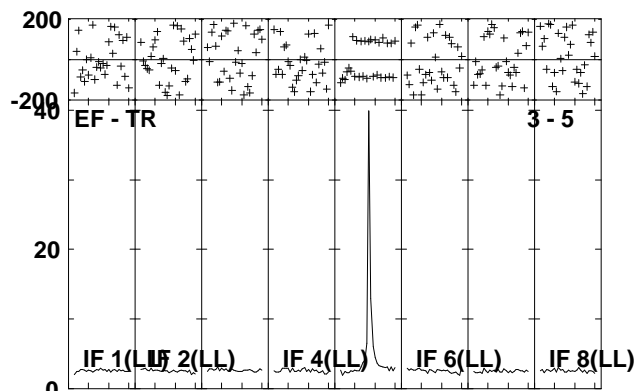 200
-200
40
EF - TR 3 - 5
20
IF 1(LL) IF 2(LL) IF 4(LL) IF 6(LL) IF 8(LL)
0